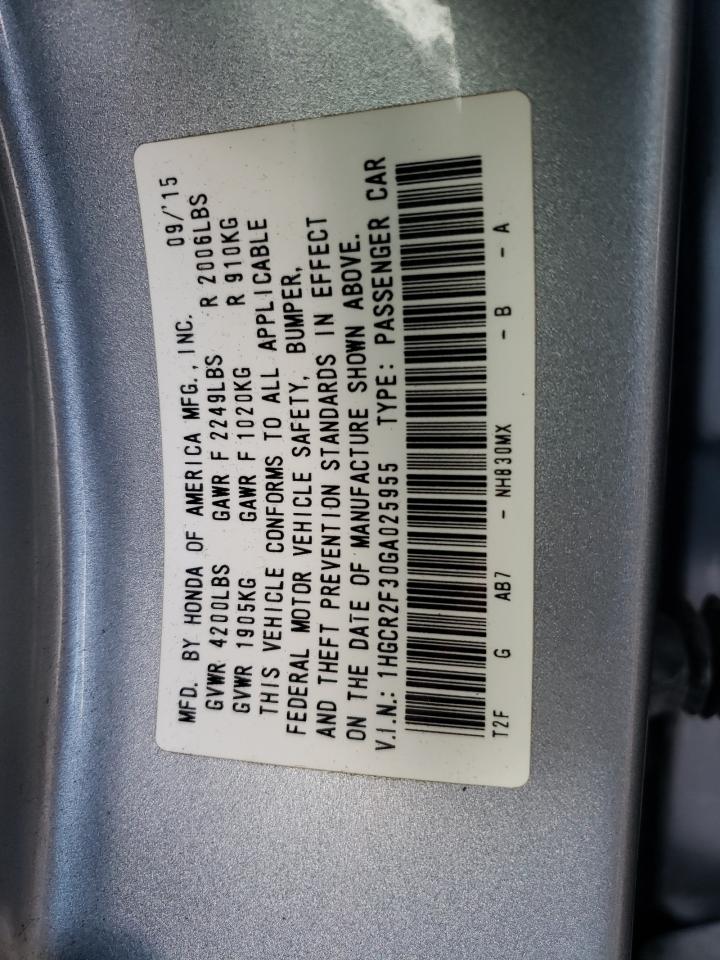 MFD. BY HONDA OF AMERICA MFG., INC. 09/'15
GVWR 4200LBS GAWR F 2249LBS R 2006LBS
GVWR 1905KG GAWR F 1020KG R 910KG
THIS VEHICLE CONFORMS TO ALL APPLICABLE
FEDERAL MOTOR VEHICLE SAFETY, BUMPER,
AND THEFT PREVENTION STANDARDS IN EFFECT
ON THE DATE OF MANUFACTURE SHOWN ABOVE.
V.I.N.: 1HGCR2F30GA025955 TYPE: PASSENGER CAR
T2F G AB7 - NH830MX - B - A